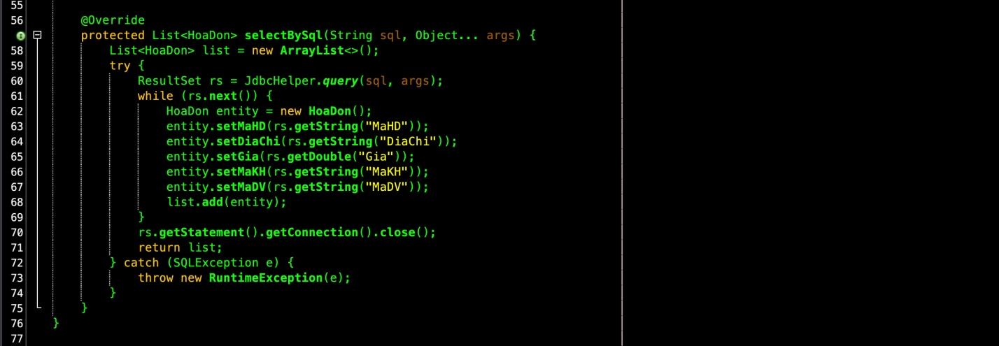 55
56 @Override
protected List<HoaDon> selectBySql(String sql, Object... args) {
58 List<HoaDon> list = new ArrayList<>();
59 try {
60 ResultSet rs = JdbcHelper.query(sql, args);
61 while (rs.next()) {
62 HoaDon entity = new HoaDon();
63 entity.setMaHD(rs.getString("MaHD"));
64 entity.setDiaChi(rs.getString("DiaChi"));
65 entity.setGia(rs.getDouble("Gia"));
66 entity.setMaKH(rs.getString("MaKH"));
67 entity.setMaDV(rs.getString("MaDV"));
68 list.add(entity);
69 }
70 rs.getStatement().getConnection().close();
71 return list;
72 } catch (SQLException e) {
73 throw new RuntimeException(e);
74 }
75 }
76 }
77